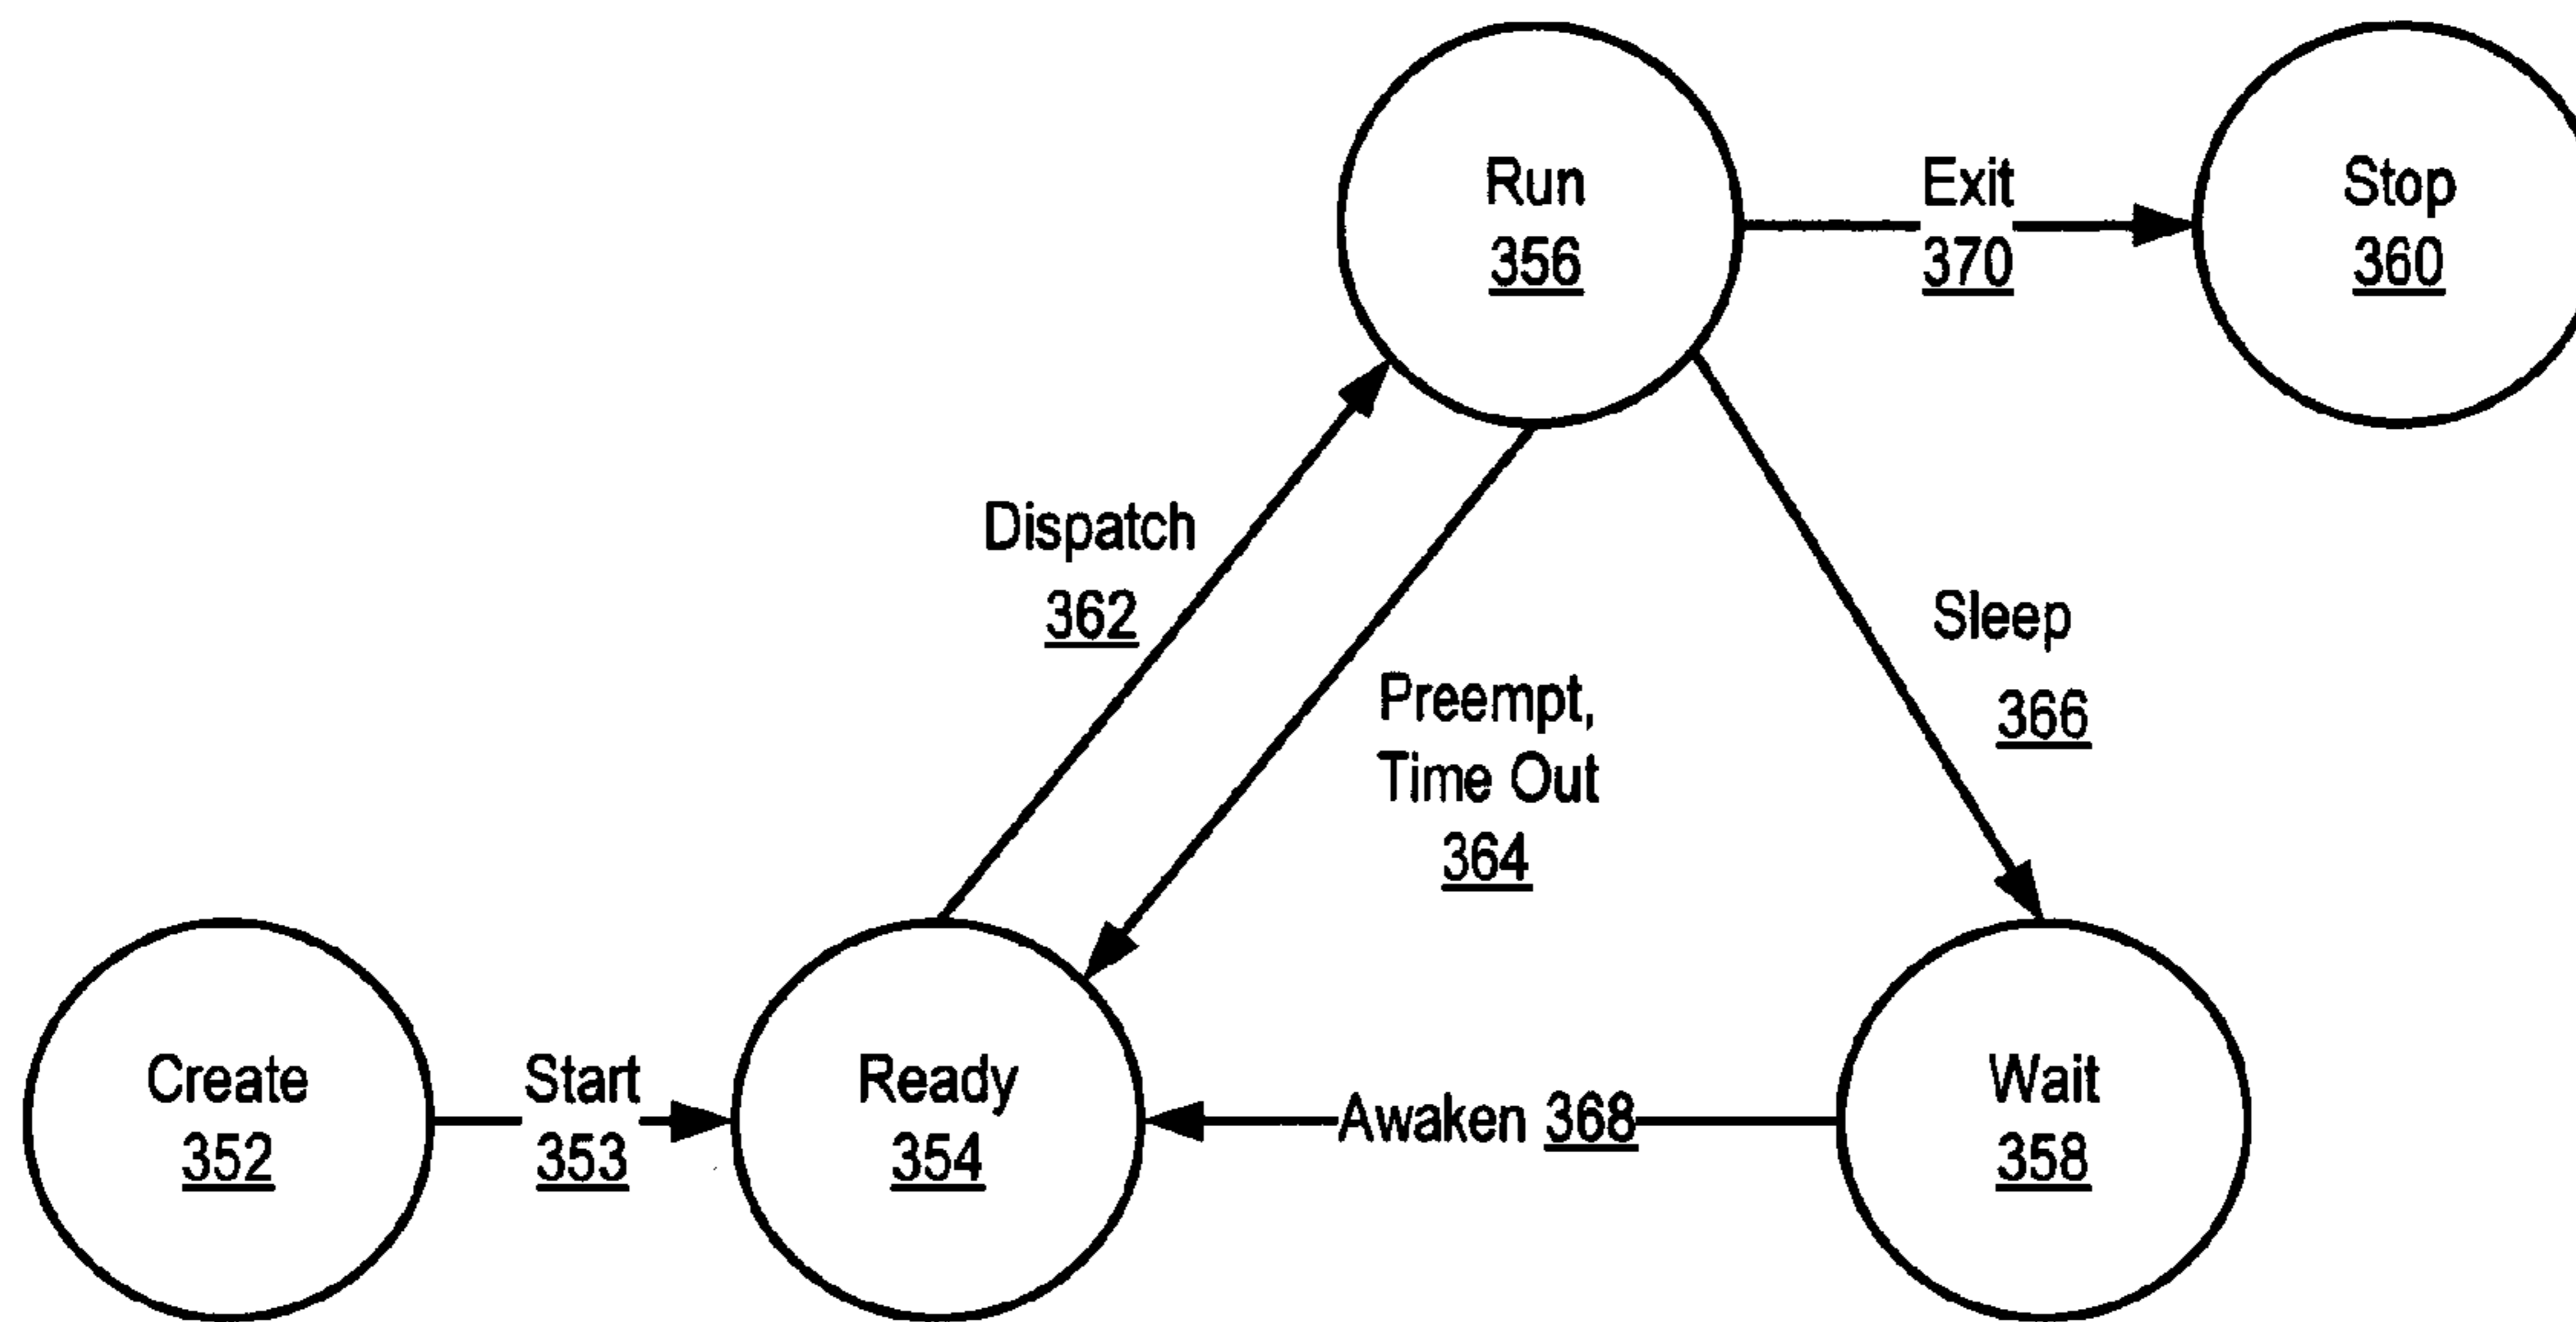 Run
356
Exit
370
Stop
360
Dispatch
362
Sleep
366
Preempt,
Time Out
364
Create
352
Start
353
Ready
354
Awaken 368
Wait
358